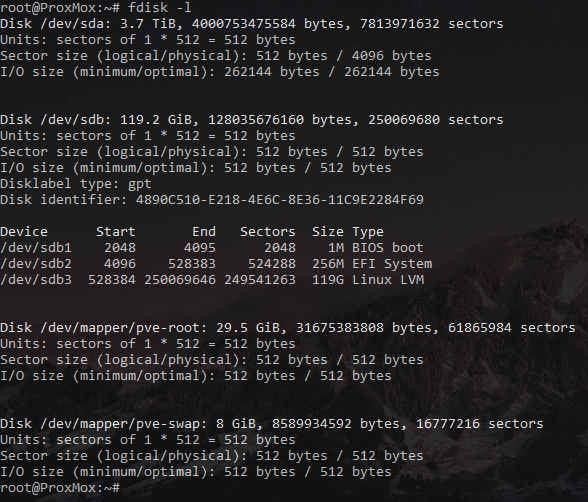 root@ProxMox:~# fdisk -l
Disk /dev/sda: 3.7 TiB, 4000753475584 bytes, 7813971632 sectors
Units: sectors of 1 * 512 = 512 bytes
Sector size (logical/physical): 512 bytes / 4096 bytes
I/O size (minimum/optimal): 262144 bytes / 262144 bytes
Disk /dev/sdb: 119.2 GiB, 128035676160 bytes, 250069680 sectors
Units: sectors of 1 * 512 = 512 bytes
Sector size (logical/physical): 512 bytes / 512 bytes
I/O size (minimum/optimal): 512 bytes / 512 bytes
Disklabel type: gpt
Disk identifier: 4890C510-E218-4E6C-8E36-11C9E2284F69
Device Start End Sectors Size Type
/dev/sdb1 2048 4095 2048 1M BIOS boot
/dev/sdb2 4096 528383 524288 256M EFI System
/dev/sdb3 528384 250069646 249541263 119G Linux LVM
Disk /dev/mapper/pve-root: 29.5 GiB, 31675383808 bytes, 61865984 sectors
Units: sectors of 1 * 512 = 512 bytes
Sector size (logical/physical): 512 bytes / 512 bytes
I/O size (minimum/optimal): 512 bytes / 512 bytes
Disk /dev/mapper/pve-swap: 8 GiB, 8589934592 bytes, 16777216 sectors
Units: sectors of 1 * 512 = 512 bytes
Sector size (logical/physical): 512 bytes / 512 bytes
I/O size (minimum/optimal): 512 bytes / 512 bytes
root@ProxMox:~#